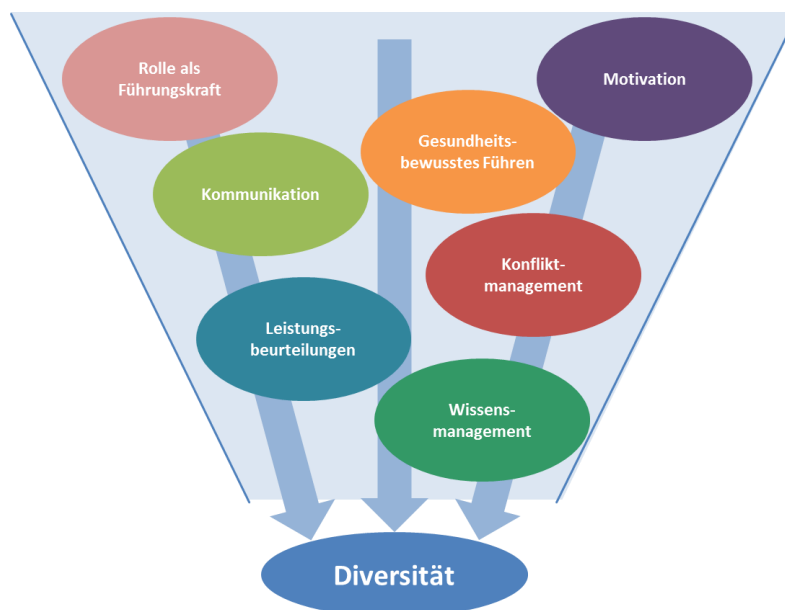 Rolle als
Führungskraft
Motivation
Gesundheits-
bewusstes Führen
Kommunikation
Konflikt-
management
Leistungs-
beurteilungen
Wissens-
management
Diversität